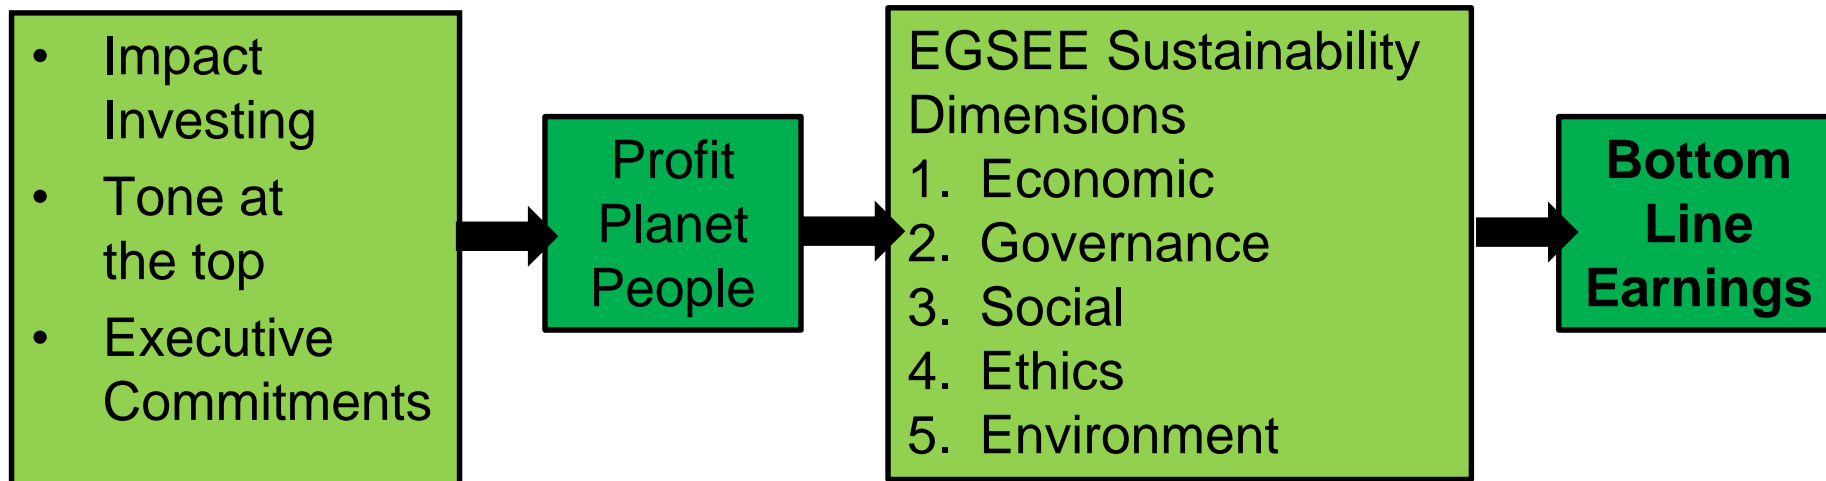 • Impact
Investing
• Tone at
the top
• Executive
Commitments
Profit
Planet
People
EGSEE Sustainability
Dimensions
1. Economic
2. Governance
3. Social
4. Ethics
5. Environment
Bottom
Line
Earnings